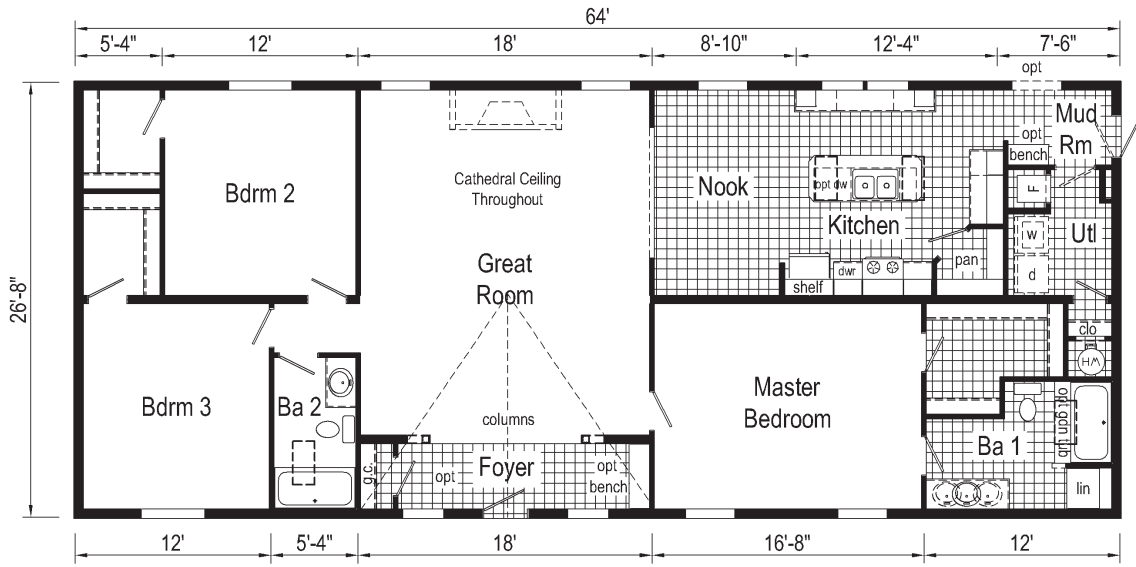 64'
5'-4"
12'
18'
8'-10"
12'-4"
7'-6"
opt
Mud
Rm
opt
bench
Cathedral Ceiling
Throughout
Bdrm 2
Nook
opt dw
F
Kitchen
W
Utl
Great
Room
pan
26'-8"
dwr
d
shelf
clo
HW
Master
Bedroom
Bdrm 3
Ba 2
columns
opt gdn tub
Ba 1
Foyer
g.c.
opt
opt
bench
lin
12'
5'-4"
18'
16'-8"
12'